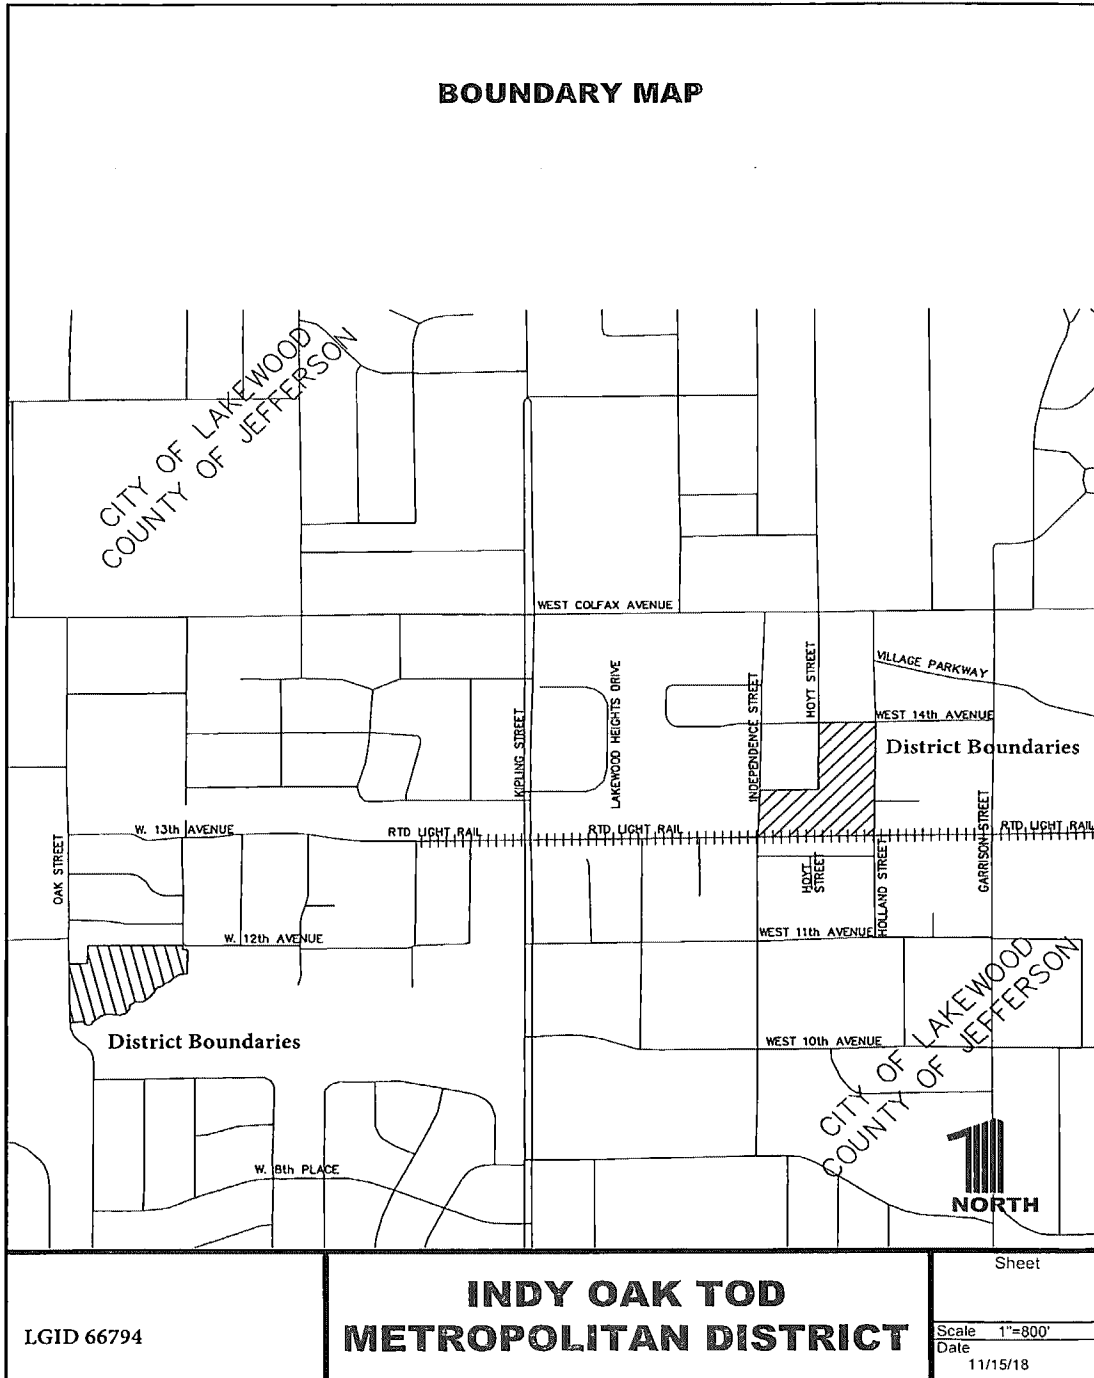 BOUNDARY MAP
CITY OF LAKEWOOD
COUNTY OF JEFFERSON
WEST COLFAX AVENUE
VILLAGE PARKWAY
HOYT STREET
LAKEWOOD HEIGHTS DRIVE
INDEPENDENCE STREET
KIPLING STREET
WEST 14th AVENUE
District Boundaries
W. 13th AVENUE
RTD LIGHT RAIL
RTD LIGHT RAIL
RTD LIGHT RAIL
GARRISON STREET
OAK STREET
HOYT
STREET
HOLLAND STREET
W. 12th AVENUE
WEST 11th AVENUE
District Boundaries
WEST 10th AVENUE
CITY OF LAKEWOOD
COUNTY OF JEFFERSON
W. 8th PLACE
NORTH
LGID 66794
INDY OAK TOD
METROPOLITAN DISTRICT
Sheet
Scale 1"=800'
Date
11/15/18